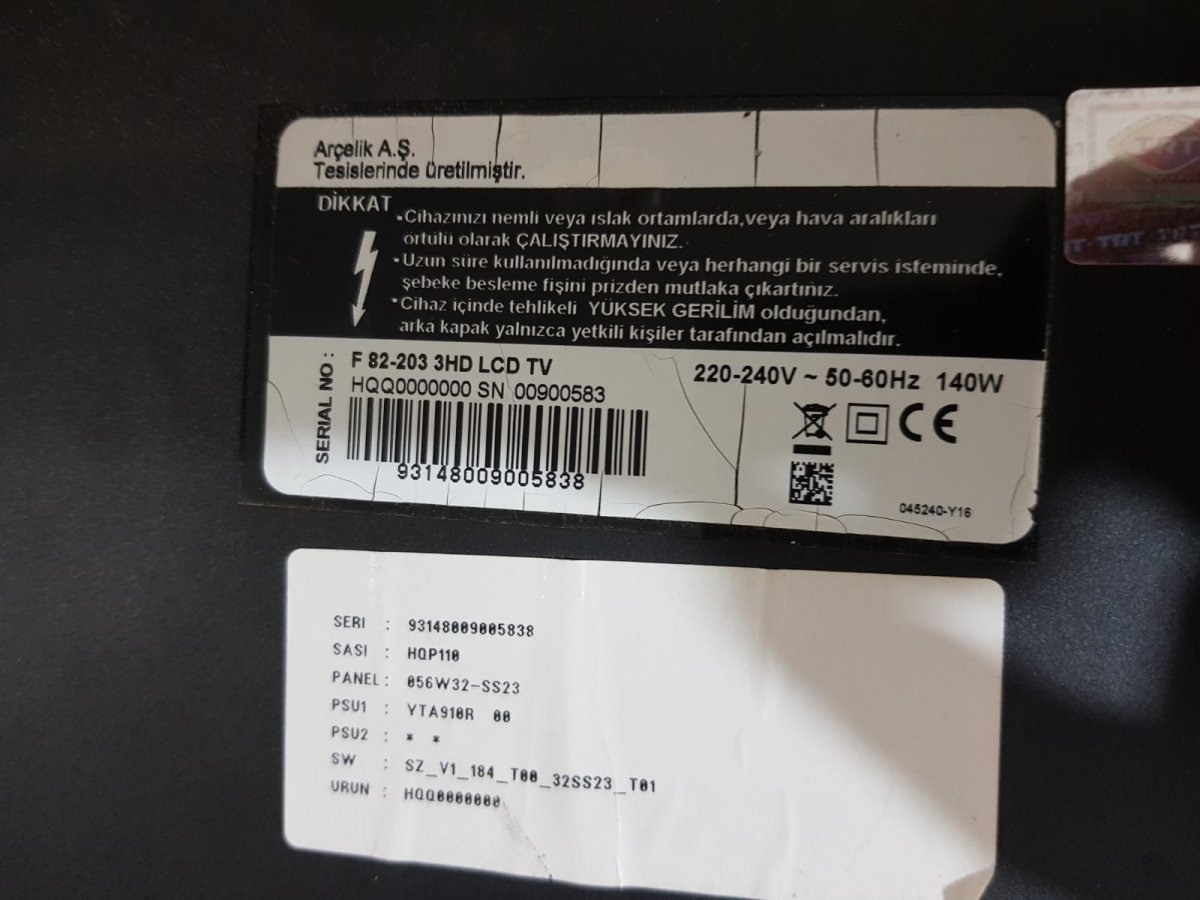 Arçelik A.Ş.
Tesislerinde üretilmiştir.
DİKKAT
•Cihazınızı nemli veya ıslak ortamlarda,veya hava aralıkları
örtülü olarak ÇALIŞTIRMAYINIZ.
•Uzun süre kullanılmadığında veya herhangi bir servis isteminde,
şebeke besleme fişini prizden mutlaka çıkartınız.
•Cihaz içinde tehlikeli YÜKSEK GERİLİM olduğundan,
arka kapak yalnızca yetkili kişiler tarafından açılmalıdır.
SERIAL NO :
F 82-203 3HD LCD TV
HQQ0000000 SN 00900583
93148009005838
220-240V ~ 50-60Hz 140W
CE
045240-Y16
TRT
TRT
SERI : 93148009005838
SASI : HQP110
PANEL: 056W32-SS23
PSU1 : YTA910R 00
PSU2 : * *
SW : SZ_V1_184_T00_32SS23_T01
URUN : HQQ0000000